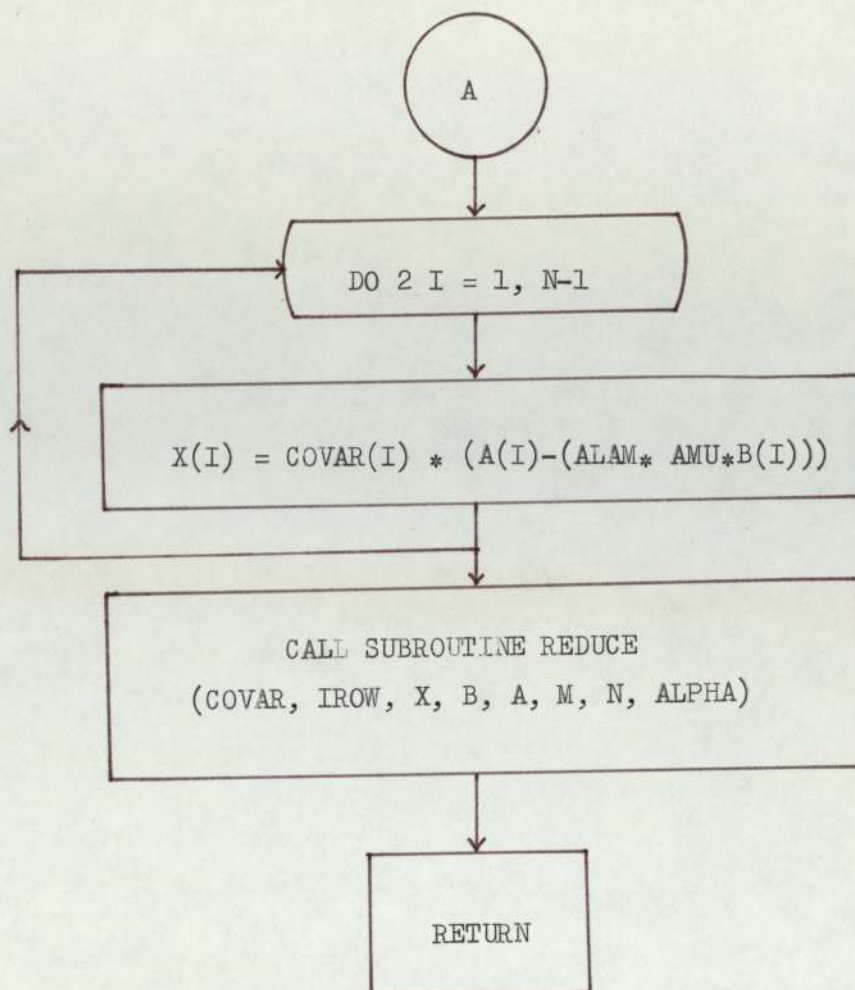 A
DO 2 I = 1, N-1
X(I) = COVAR(I) * (A(I)-(ALAM* AMU*B(I)))
CALL SUBROUTINE REDUCE
(COVAR, IROW, X, B, A, M, N, ALPHA)
RETURN